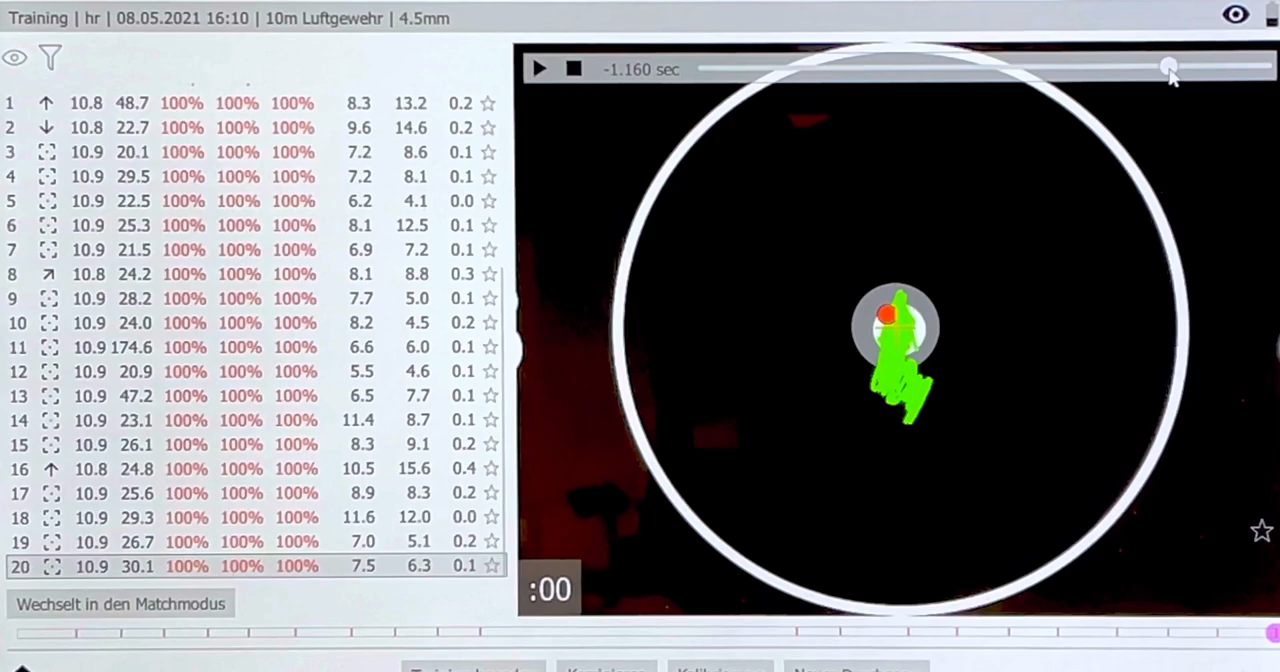 Training | hr | 08.05.2021 16:10 | 10m Luftgewehr | 4.5mm
-1.160 sec
1 10.8 48.7 100% 100% 100% 8.3 13.2 0.2
2 10.8 22.7 100% 100% 100% 9.6 14.6 0.2
3 10.9 20.1 100% 100% 100% 7.2 8.6 0.1
4 10.9 29.5 100% 100% 100% 7.2 8.1 0.1
5 10.9 22.5 100% 100% 100% 6.2 4.1 0.0
6 10.9 25.3 100% 100% 100% 8.1 12.5 0.1
7 10.9 21.5 100% 100% 100% 6.9 7.2 0.1
8 10.8 24.2 100% 100% 100% 8.1 8.8 0.3
9 10.9 28.2 100% 100% 100% 7.7 5.0 0.1
10 10.9 24.0 100% 100% 100% 8.2 4.5 0.2
11 10.9 174.6 100% 100% 100% 6.6 6.0 0.1
12 10.9 20.9 100% 100% 100% 5.5 4.6 0.1
13 10.9 47.2 100% 100% 100% 6.5 7.7 0.1
14 10.9 23.1 100% 100% 100% 11.4 8.7 0.1
15 10.9 26.1 100% 100% 100% 8.3 9.1 0.2
16 10.8 24.8 100% 100% 100% 10.5 15.6 0.4
17 10.9 25.6 100% 100% 100% 8.9 8.3 0.2
18 10.9 29.3 100% 100% 100% 11.6 12.0 0.0
19 10.9 26.7 100% 100% 100% 7.0 5.1 0.2
20 10.9 30.1 100% 100% 100% 7.5 6.3 0.1
:00
Wechselt in den Matchmodus